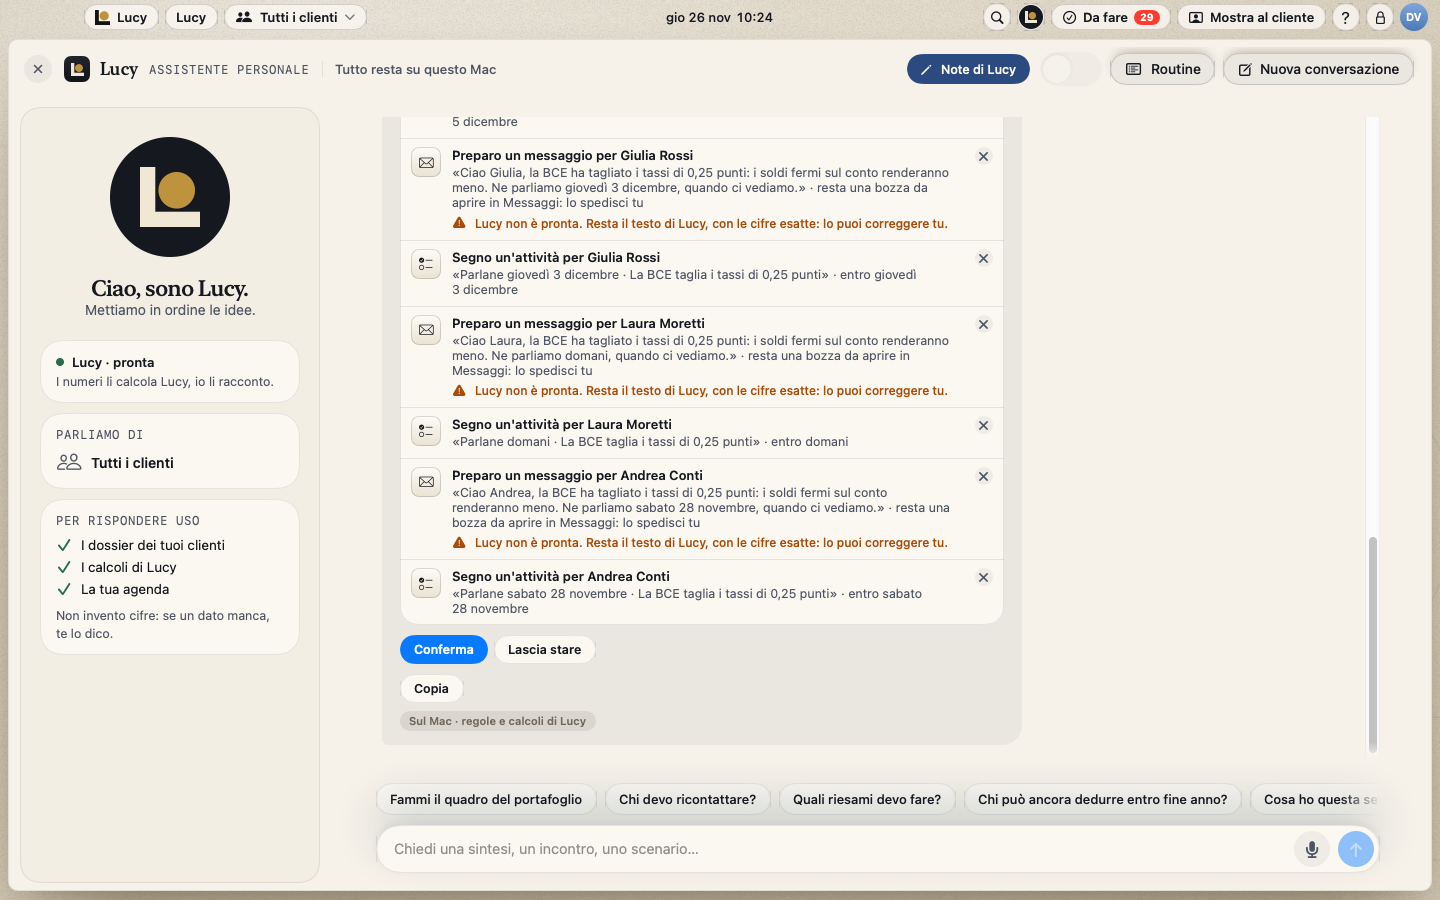 Lucy
Lucy
Tutti i clienti
gio 26 nov 10:24
Da fare 29
Mostra al cliente
?
DV
Lucy ASSISTENTE PERSONALE Tutto resta su questo Mac
Note di Lucy
Routine
Nuova conversazione
Ciao, sono Lucy.
Mettiamo in ordine le idee.
Lucy · pronta
I numeri li calcola Lucy, io li racconto.
PARLIAMO DI
Tutti i clienti
PER RISPONDERE USO
I dossier dei tuoi clienti
I calcoli di Lucy
La tua agenda
Non invento cifre: se un dato manca,
te lo dico.
5 dicembre
Preparo un messaggio per Giulia Rossi
«Ciao Giulia, la BCE ha tagliato i tassi di 0,25 punti: i soldi fermi sul conto renderanno
meno. Ne parliamo giovedì 3 dicembre, quando ci vediamo.» · resta una bozza da
aprire in Messaggi: lo spedisci tu
Lucy non è pronta. Resta il testo di Lucy, con le cifre esatte: lo puoi correggere tu.
Segno un'attività per Giulia Rossi
«Parlane giovedì 3 dicembre · La BCE taglia i tassi di 0,25 punti» · entro giovedì
3 dicembre
Preparo un messaggio per Laura Moretti
«Ciao Laura, la BCE ha tagliato i tassi di 0,25 punti: i soldi fermi sul conto renderanno
meno. Ne parliamo domani, quando ci vediamo.» · resta una bozza da aprire in
Messaggi: lo spedisci tu
Lucy non è pronta. Resta il testo di Lucy, con le cifre esatte: lo puoi correggere tu.
Segno un'attività per Laura Moretti
«Parlane domani · La BCE taglia i tassi di 0,25 punti» · entro domani
Preparo un messaggio per Andrea Conti
«Ciao Andrea, la BCE ha tagliato i tassi di 0,25 punti: i soldi fermi sul conto
renderanno meno. Ne parliamo sabato 28 novembre, quando ci vediamo.» · resta una
bozza da aprire in Messaggi: lo spedisci tu
Lucy non è pronta. Resta il testo di Lucy, con le cifre esatte: lo puoi correggere tu.
Segno un'attività per Andrea Conti
«Parlane sabato 28 novembre · La BCE taglia i tassi di 0,25 punti» · entro sabato
28 novembre
Conferma
Lascia stare
Copia
Sul Mac · regole e calcoli di Lucy
Fammi il quadro del portafoglio
Chi devo ricontattare?
Quali riesami devo fare?
Chi può ancora dedurre entro fine anno?
Cosa ho questa se
Chiedi una sintesi, un incontro, uno scenario…